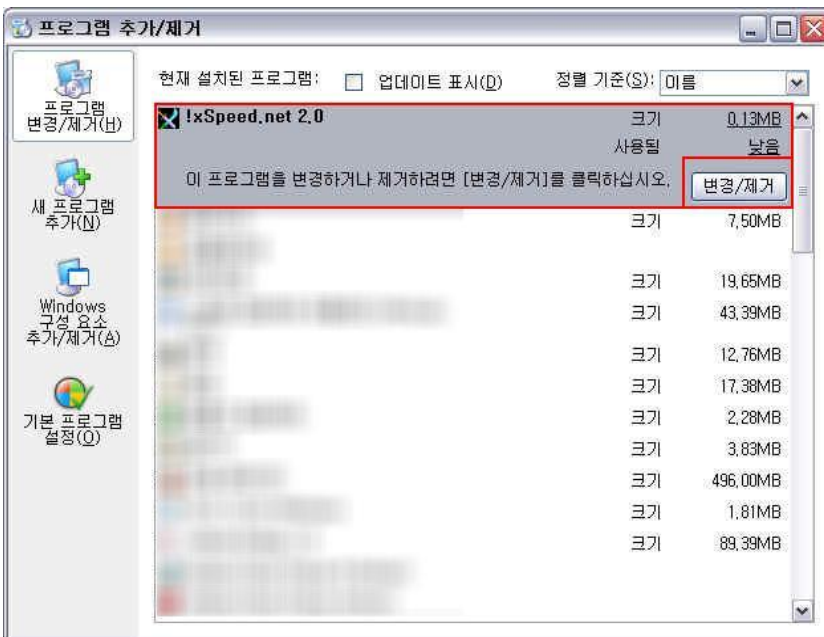 프로그램 추가/제거
현재 설치된 프로그램: 업데이트 표시(D) 정렬 기준(S): 이름
프로그램
변경/제거(H)
새 프로그램
추가(N)
Windows
구성 요소
추가/제거(A)
기본 프로그램
설정(O)
!xSpeed.net 2.0 크기 0.13MB
사용됨 낮음
이 프로그램을 변경하거나 제거하려면 [변경/제거]를 클릭하십시오. 변경/제거
크기 7.50MB
크기 19.65MB
크기 43.39MB
크기 12.76MB
크기 17.38MB
크기 2.28MB
크기 3.83MB
크기 496.00MB
크기 1.81MB
크기 89.39MB